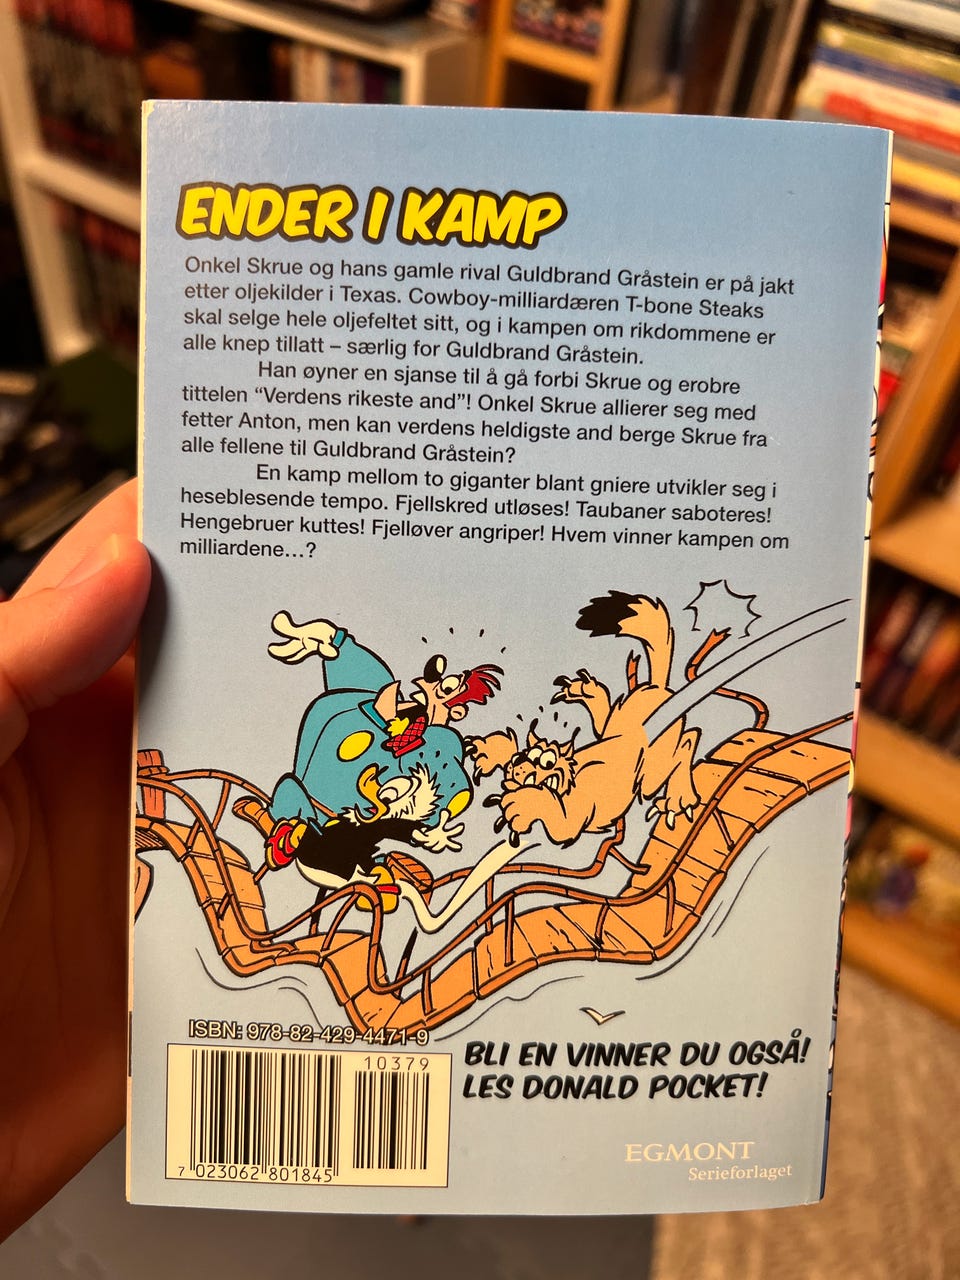 ENDER I KAMP
Onkel Skrue og hans gamle rival Guldbrand Gråstein er på jakt
etter oljekilder i Texas. Cowboy-milliardæren T-bone Steaks
skal selge hele oljefeltet sitt, og i kampen om rikdommene er
alle knep tillatt – særlig for Guldbrand Gråstein.
Han øyner en sjanse til å gå forbi Skrue og erobre
tittelen “Verdens rikeste and”! Onkel Skrue allierer seg med
fetter Anton, men kan verdens heldigste and berge Skrue fra
alle fellene til Guldbrand Gråstein?
En kamp mellom to giganter blant gniere utvikler seg i
heseblesende tempo. Fjellskred utløses! Taubaner saboteres!
Hengebruer kuttes! Fjelløver angriper! Hvem vinner kampen om
milliardene…?
ISBN: 978-82-429-4471-9
10379
7 023062 801845
BLI EN VINNER DU OGSÅ!
LES DONALD POCKET!
EGMONT
Serieforlaget